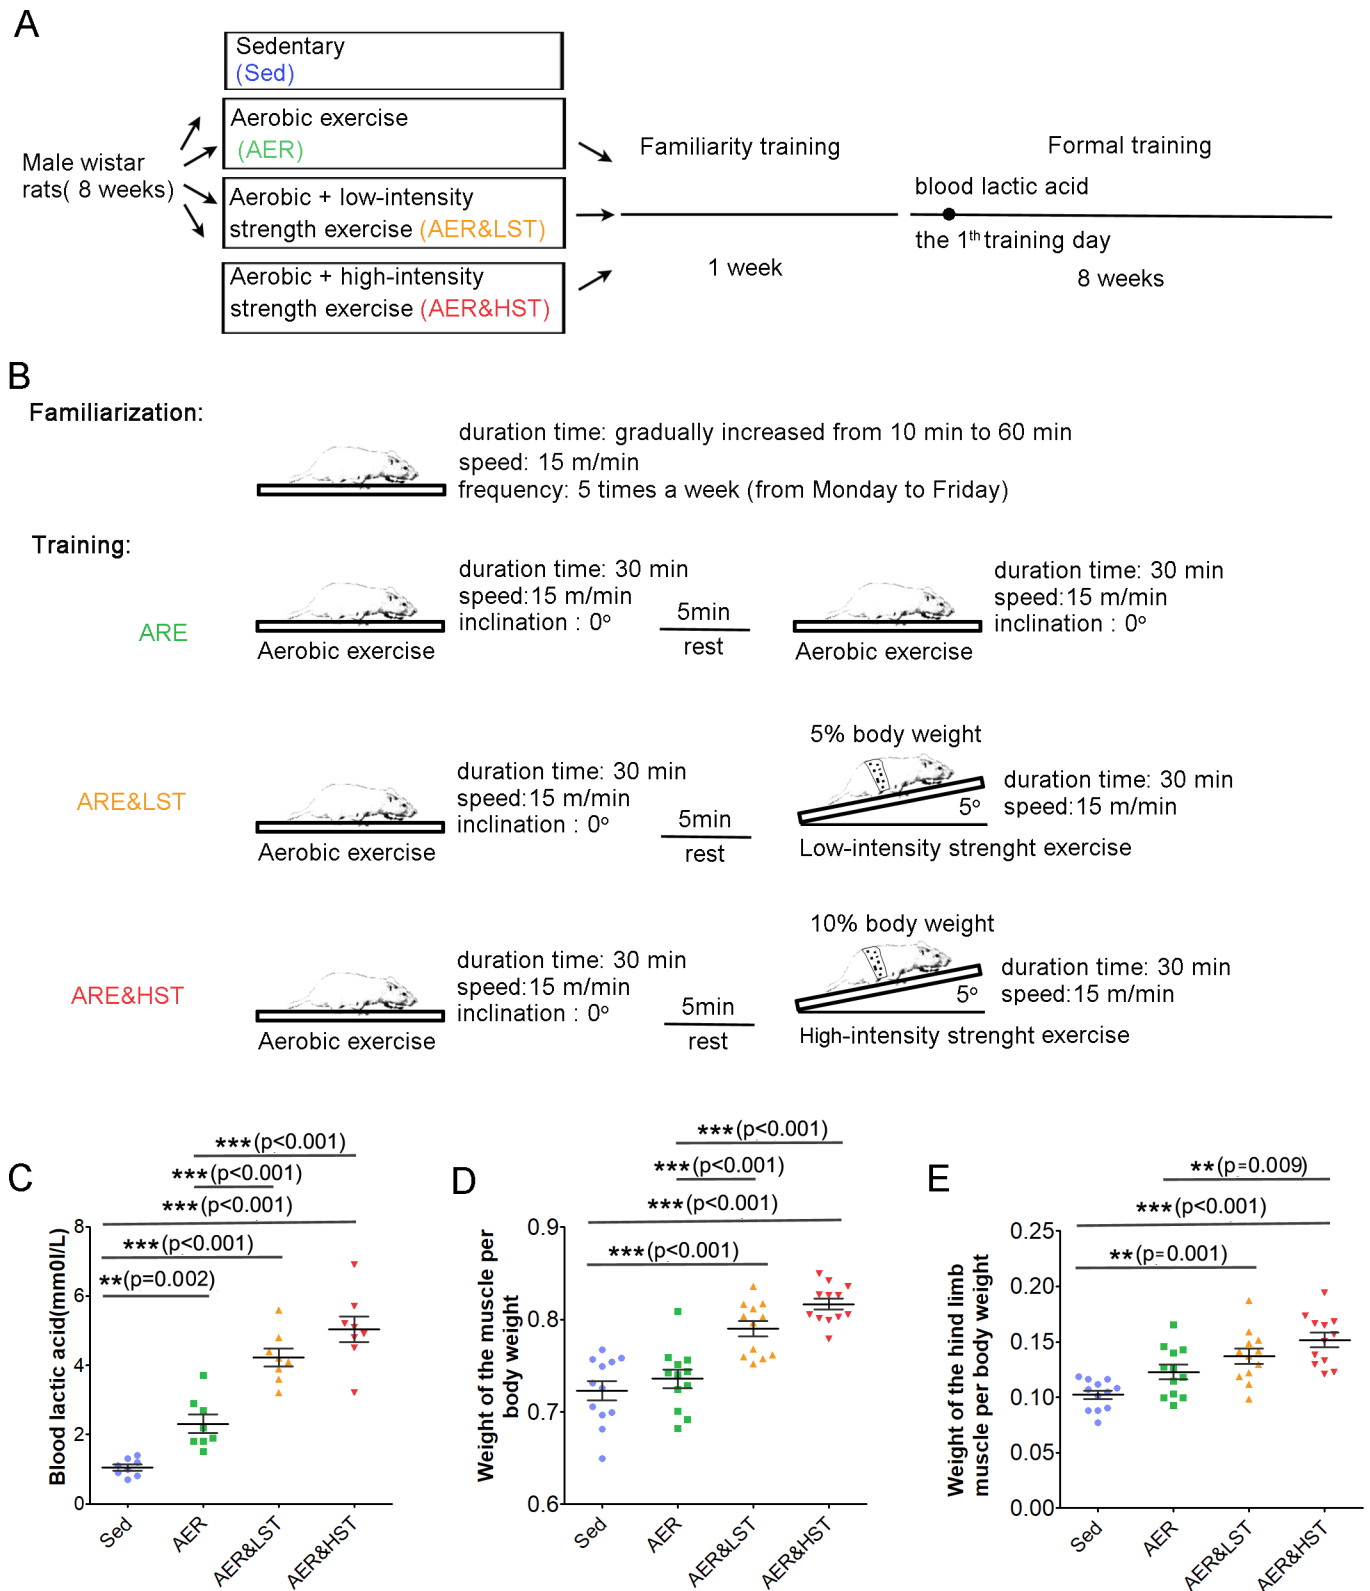 A
Sedentary
(Sed)
Aerobic exercise
(AER)
Male wistar
rats( 8 weeks)
Aerobic + low-intensity
strength exercise (AER&LST)
Aerobic + high-intensity
strength exercise (AER&HST)
Familiarity training
1 week
Formal training
blood lactic acid
the 1th training day
8 weeks
B
Familiarization:
duration time: gradually increased from 10 min to 60 min
speed: 15 m/min
frequency: 5 times a week (from Monday to Friday)
Training:
ARE
duration time: 30 min
speed:15 m/min
inclination : 0°
Aerobic exercise
5min
rest
duration time: 30 min
speed:15 m/min
inclination : 0°
Aerobic exercise
ARE&LST
duration time: 30 min
speed:15 m/min
inclination : 0°
Aerobic exercise
5min
rest
5% body weight
5°
duration time: 30 min
speed:15 m/min
Low-intensity strenght exercise
ARE&HST
duration time: 30 min
speed:15 m/min
inclination : 0°
Aerobic exercise
5min
rest
10% body weight
5°
duration time: 30 min
speed:15 m/min
High-intensity strenght exercise
C
***(p<0.001)
***(p<0.001)
***(p<0.001)
***(p<0.001)
**(p=0.002)
Blood lactic acid(mm0l/L)
8
6
4
2
0
Sed
AER
AER&LST
AER&HST
D
***(p<0.001)
***(p<0.001)
***(p<0.001)
***(p<0.001)
Weight of the muscle per
body weight
0.9
0.8
0.7
0.6
Sed
AER
AER&LST
AER&HST
E
**(p=0.009)
***(p<0.001)
**(p=0.001)
Weight of the hind limb
muscle per body weight
0.25
0.20
0.15
0.10
0.05
0.00
Sed
AER
AER&LST
AER&HST